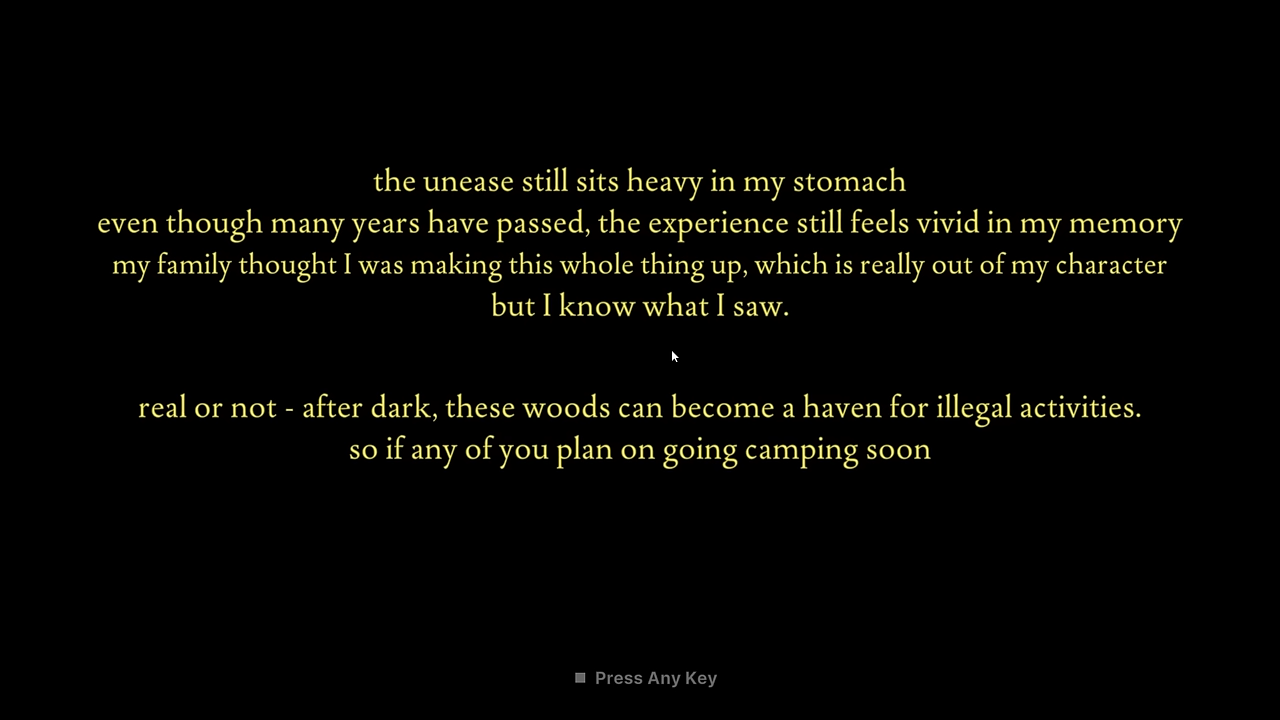 the unease still sits heavy in my stomach
even though many years have passed, the experience still feels vivid in my memory
my family thought I was making this whole thing up, which is really out of my character
but I know what I saw.
real or not - after dark, these woods can become a haven for illegal activities.
so if any of you plan on going camping soon
Press Any Key